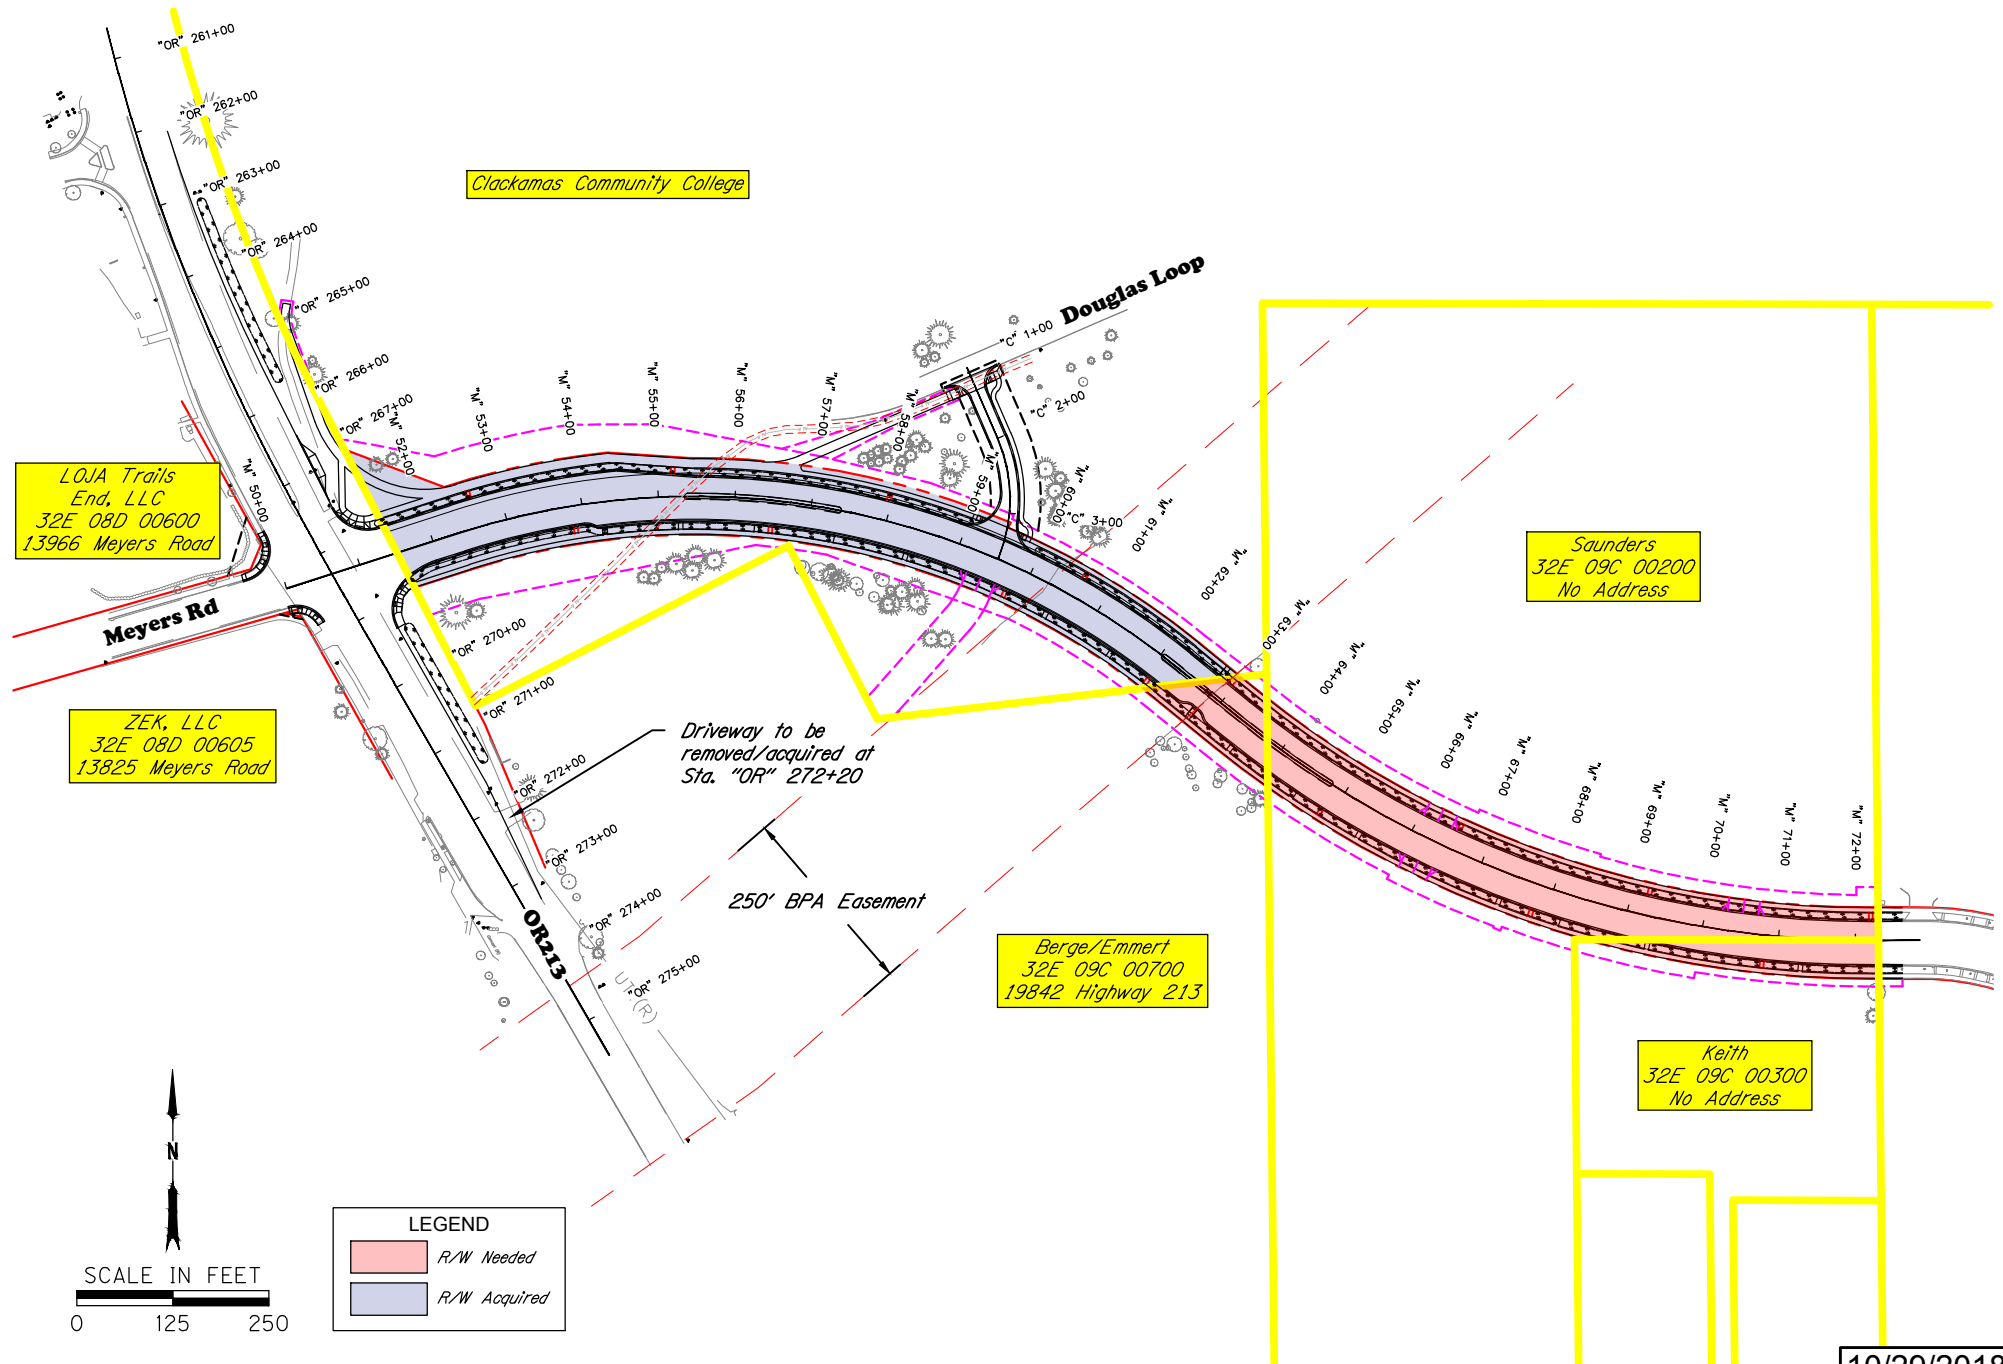 "OR" 261+00
"OR" 262+00
"OR" 263+00
"OR" 264+00
"OR" 265+00
"OR" 266+00
"OR" 267+00
Clackamas Community College
Douglas Loop
"C" 1+00
"C" 2+00
"C" 3+00
"M" 50+00
"M" 52+00
"M" 53+00
"M" 54+00
"M" 55+00
"M" 56+00
"M" 57+00
"M" 58+00
"M" 59+00
"M" 60+00
"M" 61+00
"M" 62+00
"M" 63+00
"M" 64+00
"M" 65+00
"M" 66+00
"M" 67+00
"M" 68+00
"M" 69+00
"M" 70+00
"M" 71+00
"M" 72+00
LOJA Trails
End, LLC
32E 08D 00600
13966 Meyers Road
Meyers Rd
Saunders
32E 09C 00200
No Address
"OR" 270+00
"OR" 271+00
"OR" 272+00
"OR" 273+00
"OR" 274+00
"OR" 275+00
ZEK, LLC
32E 08D 00605
13825 Meyers Road
Driveway to be
removed/acquired at
Sta. "OR" 272+20
250' BPA Easement
OR213
UT.(R)
Berge/Emmert
32E 09C 00700
19842 Highway 213
Keith
32E 09C 00300
No Address
N
SCALE IN FEET
0 125 250
LEGEND
R/W Needed
R/W Acquired
10/29/2018